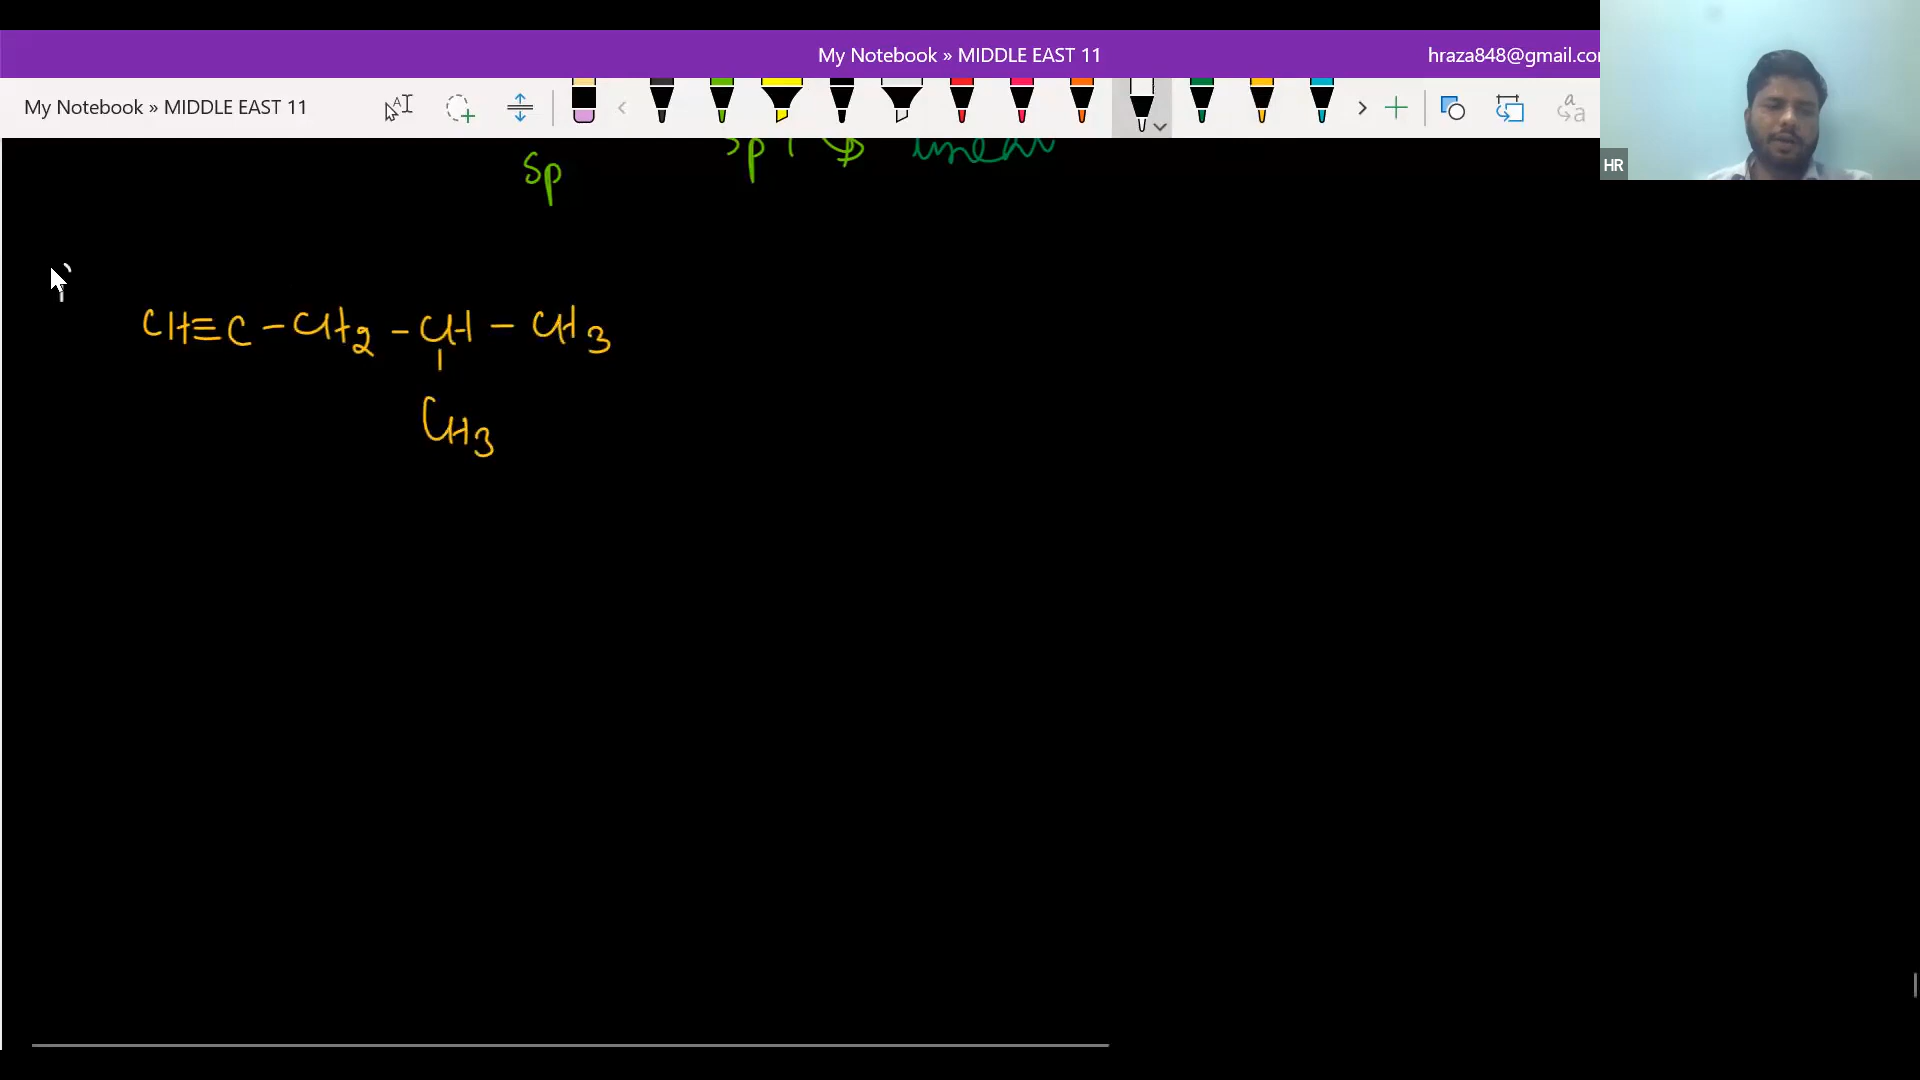 My Notebook » MIDDLE EAST 11
hraza848@gmail.co
My Notebook » MIDDLE EAST 11
HR
Sp
linear
CH≡C-CH2-CH-CH3
CH3